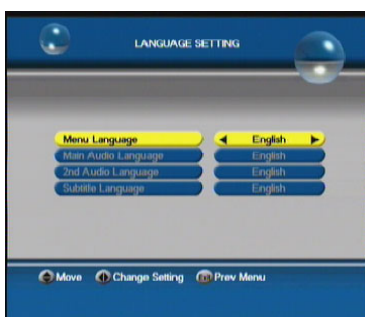 LANGUAGE SETTING
Menu Language English
Main Audio Language English
2nd Audio Language English
Subtitle Language English
Move Change Setting Prev Menu